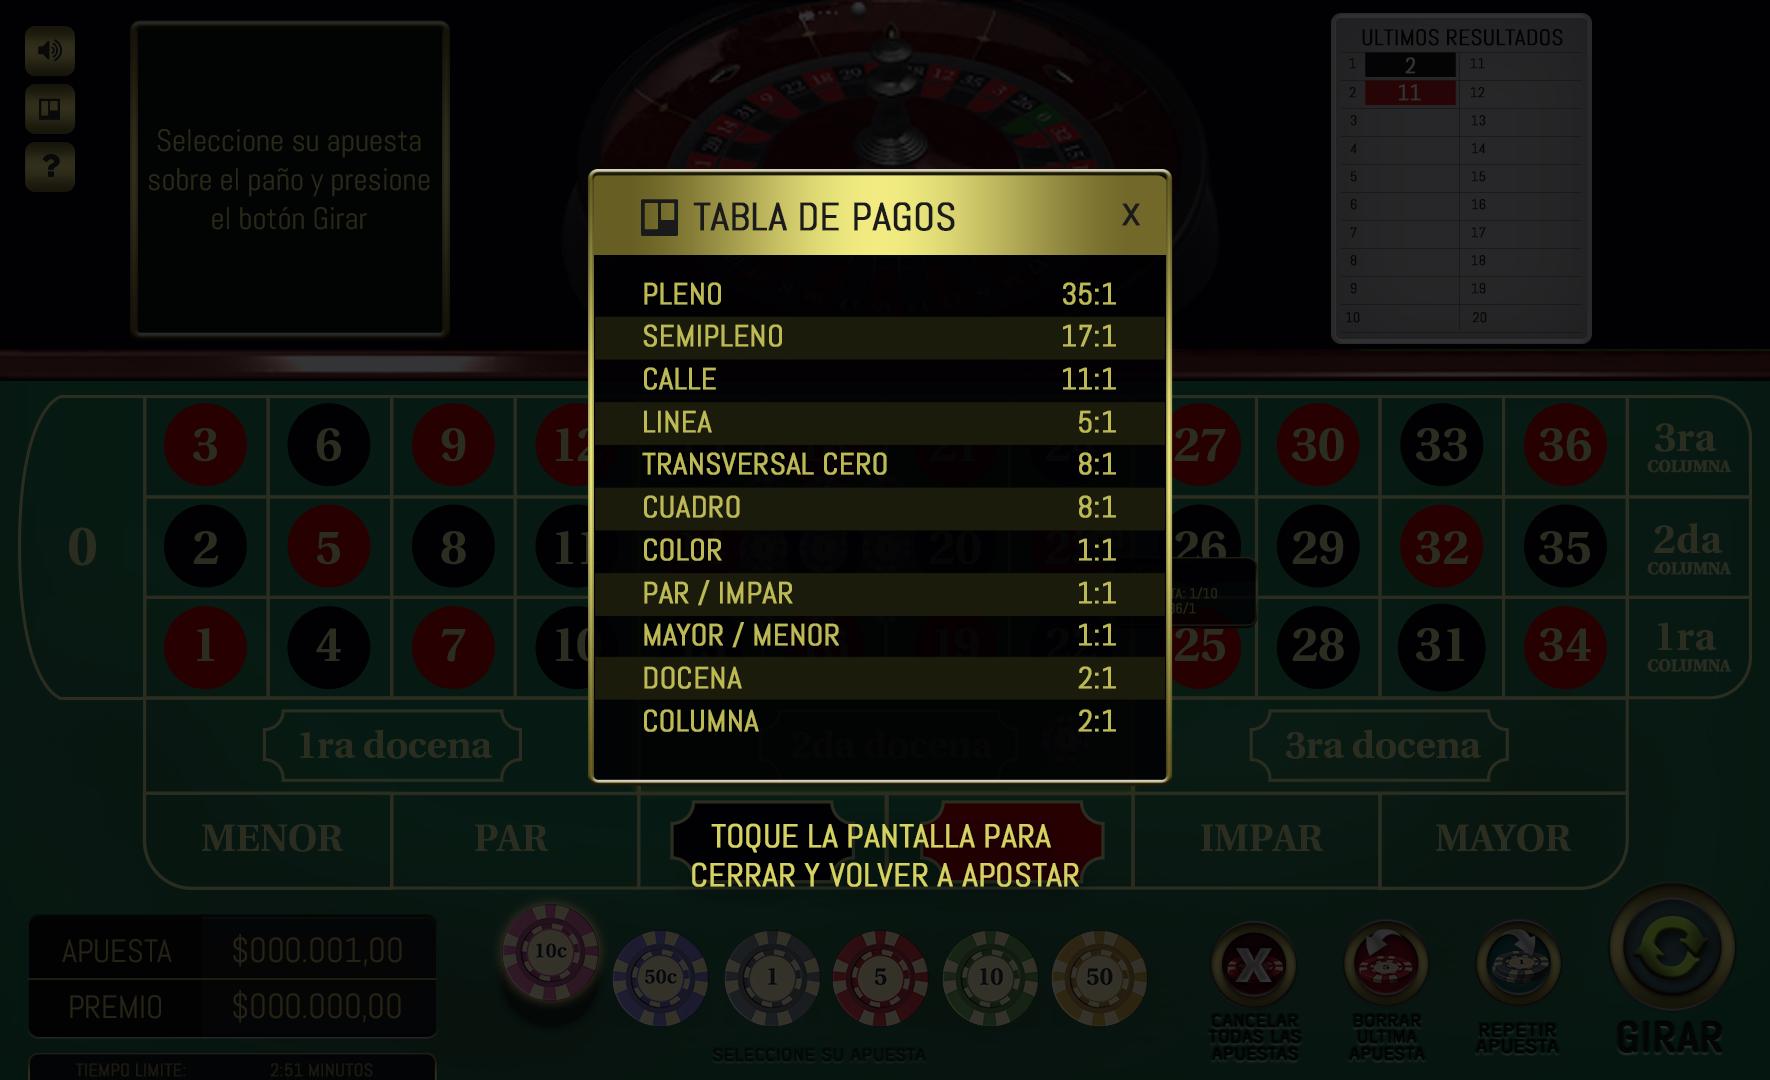 Seleccione su apuesta
sobre el paño y presione
el botón Girar
ULTIMOS RESULTADOS
1 2 11
2 11 12
3 13
4 14
5 15
6 16
7 17
8 18
9 19
10 20
TABLA DE PAGOS X
PLENO 35:1
SEMIPLENO 17:1
CALLE 11:1
LINEA 5:1
TRANSVERSAL CERO 8:1
CUADRO 8:1
COLOR 1:1
PAR / IMPAR 1:1
MAYOR / MENOR 1:1
DOCENA 2:1
COLUMNA 2:1
TOQUE LA PANTALLA PARA
CERRAR Y VOLVER A APOSTAR
3 6 9 12 27 30 33 36 3ra
COLUMNA
0 2 5 8 11 20 26 29 32 35 2da
COLUMNA
1 4 7 10 19 25 28 31 34 1ra
COLUMNA
1ra docena 2da docena 3ra docena
MENOR PAR IMPAR MAYOR
APUESTA $000.001,00
PREMIO $000.000,00
TIEMPO LIMITE: 2:51 MINUTOS
10c 50c 1 5 10 50
SELECCIONE SU APUESTA
CANCELAR
TODAS LAS
APUESTAS
BORRAR
ULTIMA
APUESTA
REPETIR
APUESTA
GIRAR